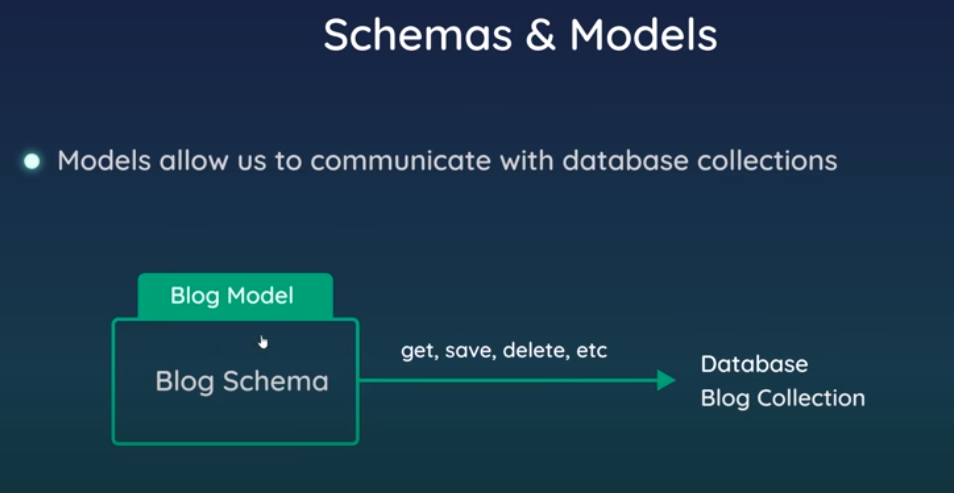 Schemas & Models
Models allow us to communicate with database collections
Blog Model
Blog Schema
get, save, delete, etc
Database
Blog Collection